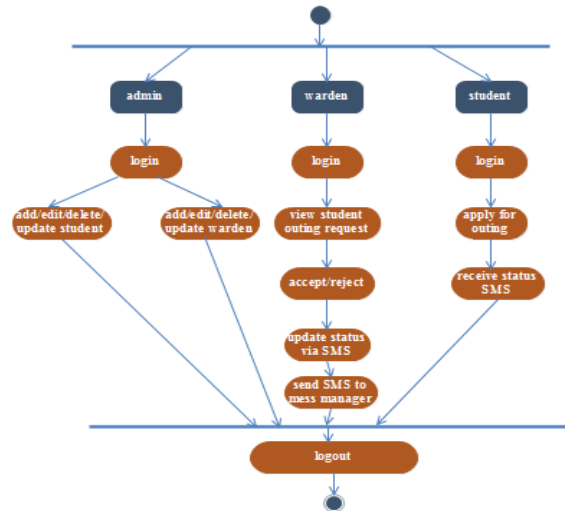 admin
warden
student
login
login
login
add/edit/delete/
update student
add/edit/delete/
update warden
view student
outing request
apply for
outing
accept/reject
receive status
SMS
update status
via SMS
send SMS to
mess manager
logout